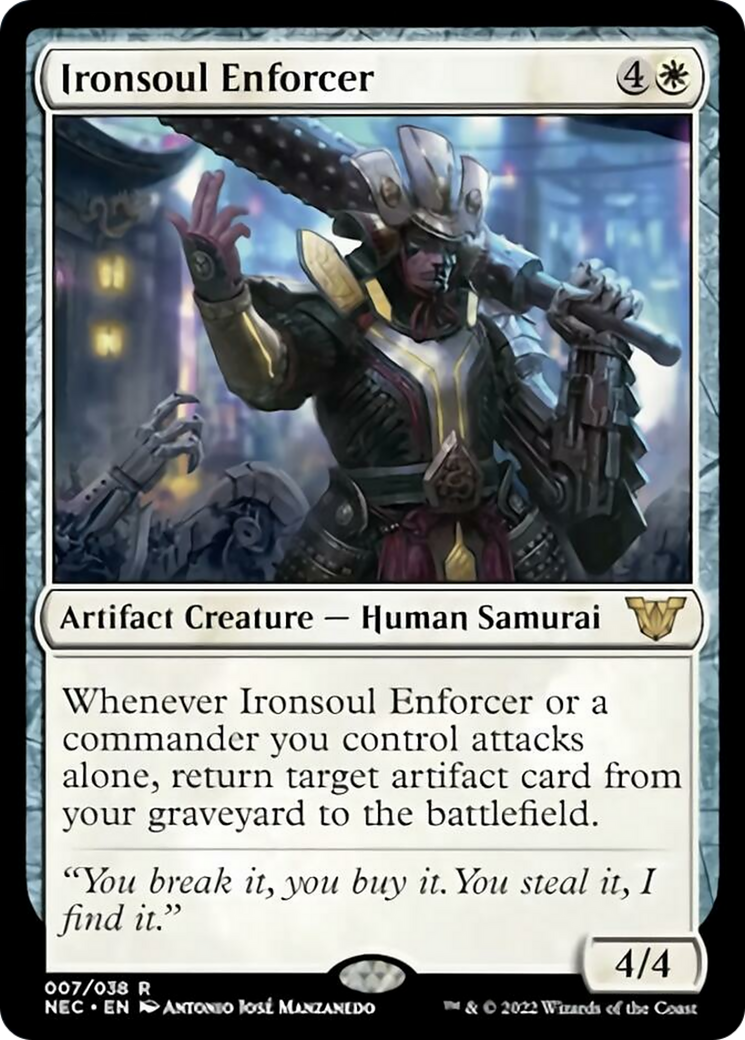 Ironsoul Enforcer 4
Artifact Creature — Human Samurai
Whenever Ironsoul Enforcer or a
commander you control attacks
alone, return target artifact card from
your graveyard to the battlefield.
“You break it, you buy it. You steal it, I
find it.”
4/4
007/038 R
NEC • EN Antonio José Manzanedo
™ & © 2022 Wizards of the Coast